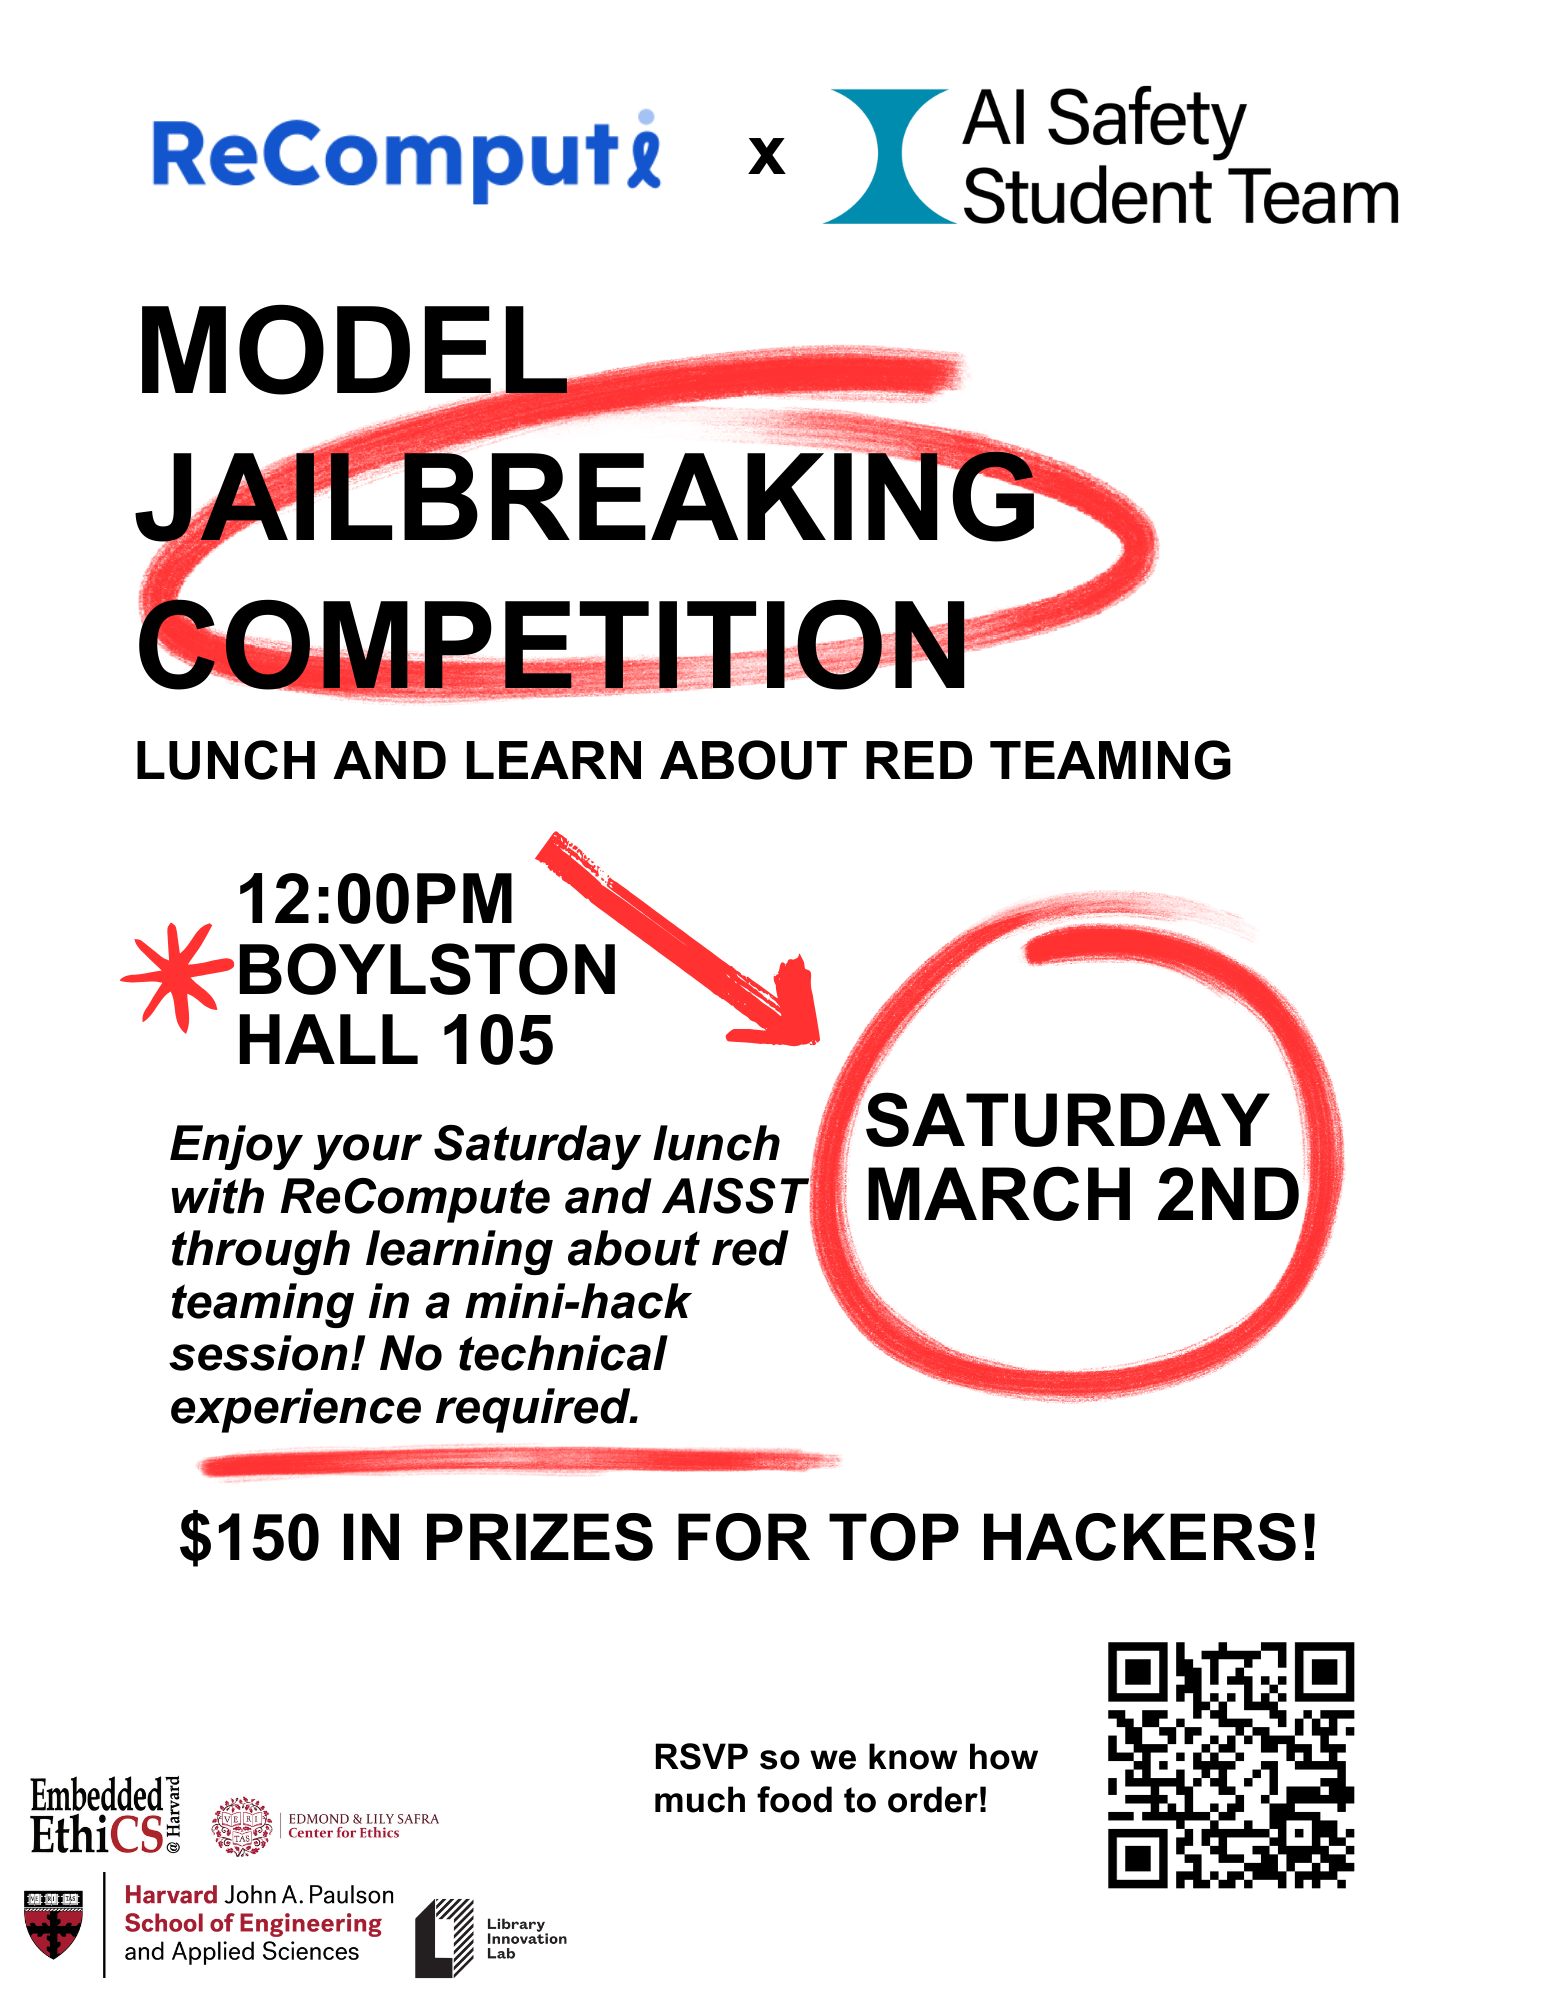 ReCompute
x
AI Safety
Student Team
MODEL
JAILBREAKING
COMPETITION
LUNCH AND LEARN ABOUT RED TEAMING
12:00PM
BOYLSTON
HALL 105
SATURDAY
MARCH 2ND
Enjoy your Saturday lunch
with ReCompute and AISST
through learning about red
teaming in a mini-hack
session! No technical
experience required.
$150 IN PRIZES FOR TOP HACKERS!
RSVP so we know how
much food to order!
Embedded
EthiCS
@ Harvard
VE RI
TAS
EDMOND & LILY SAFRA
Center for Ethics
Harvard John A. Paulson
School of Engineering
and Applied Sciences
Library
Innovation
Lab